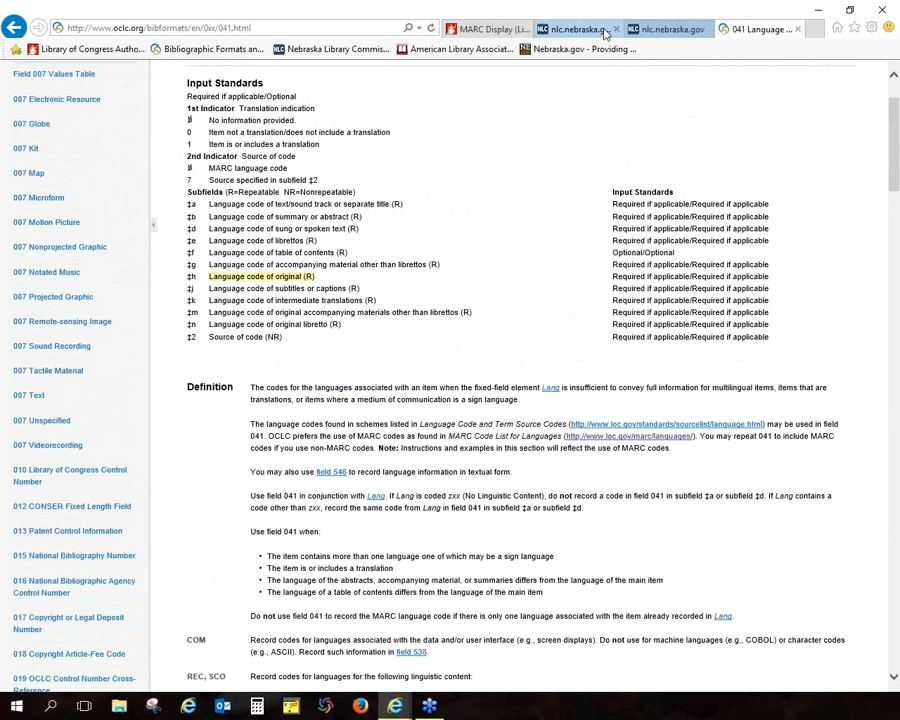 http://www.oclc.org/bibformats/en/0xx/041.html
MARC Display (Li...
nlc.nebraska.g...
nlc.nebraska.gov
041 Language ...
Library of Congress Autho...
Bibliographic Formats an...
Nebraska Library Commiss...
American Library Associat...
Nebraska.gov - Providing ...
Field 007 Values Table
007 Electronic Resource
007 Globe
007 Kit
007 Map
007 Microform
007 Motion Picture
007 Nonprojected Graphic
007 Notated Music
007 Projected Graphic
007 Remote-sensing Image
007 Sound Recording
007 Tactile Material
007 Text
007 Unspecified
007 Videorecording
010 Library of Congress Control
Number
012 CONSER Fixed Length Field
013 Patent Control Information
015 National Bibliography Number
016 National Bibliographic Agency
Control Number
017 Copyright or Legal Deposit
Number
018 Copyright Article-Fee Code
019 OCLC Control Number Cross-
Reference
Input Standards
Required if applicable/Optional
1st Indicator Translation indication
ƀ No information provided.
0 Item not a translation/does not include a translation
1 Item is or includes a translation
2nd Indicator Source of code
ƀ MARC language code
7 Source specified in subfield ‡2
Subfields (R=Repeatable NR=Nonrepeatable) Input Standards
‡a Language code of text/sound track or separate title (R) Required if applicable/Required if applicable
‡b Language code of summary or abstract (R) Required if applicable/Required if applicable
‡d Language code of sung or spoken text (R) Required if applicable/Required if applicable
‡e Language code of librettos (R) Required if applicable/Required if applicable
‡f Language code of table of contents (R) Optional/Optional
‡g Language code of accompanying material other than librettos (R) Required if applicable/Required if applicable
‡h Language code of original (R) Required if applicable/Required if applicable
‡j Language code of subtitles or captions (R) Required if applicable/Required if applicable
‡k Language code of intermediate translations (R) Required if applicable/Required if applicable
‡m Language code of original accompanying materials other than librettos (R) Required if applicable/Required if applicable
‡n Language code of original libretto (R) Required if applicable/Required if applicable
‡2 Source of code (NR) Required if applicable/Required if applicable
Definition The codes for the languages associated with an item when the fixed-field element Lang is insufficient to convey full information for multilingual items, items that are
translations, or items where a medium of communication is a sign language.
The language codes found in schemes listed in Language Code and Term Source Codes (http://www.loc.gov/standards/sourcelist/language.html) may be used in field
041. OCLC prefers the use of MARC codes as found in MARC Code List for Languages (http://www.loc.gov/marc/languages/). You may repeat 041 to include MARC
codes if you use non-MARC codes. Note: Instructions and examples in this section will reflect the use of MARC codes.
You may also use field 546 to record language information in textual form.
Use field 041 in conjunction with Lang. If Lang is coded zxx (No Linguistic Content), do not record a code in field 041 in subfield ‡a or subfield ‡d. If Lang contains a
code other than zxx, record the same code from Lang in field 041 in subfield ‡a or subfield ‡d.
Use field 041 when:
• The item contains more than one language one of which may be a sign language
• The item is or includes a translation
• The language of the abstracts, accompanying material, or summaries differs from the language of the main item
• The language of a table of contents differs from the language of the main item
Do not use field 041 to record the MARC language code if there is only one language associated with the item already recorded in Lang.
COM Record codes for languages associated with the data and/or user interface (e.g., screen displays). Do not use for machine languages (e.g., COBOL) or character codes
(e.g., ASCII). Record such information in field 538.
REC, SCO Record codes for languages for the following linguistic content: